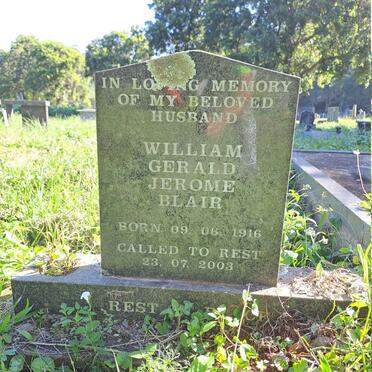 IN LOVING MEMORY
OF MY BELOVED
HUSBAND
WILLIAM
GERALD
JEROME
BLAIR
BORN 09. 06. 1916
CALLED TO REST
23. 07. 2003
REST